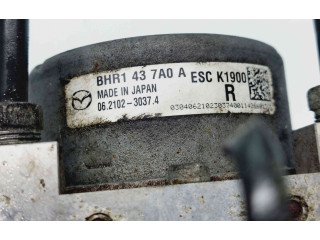 BHR1 43 7A0 A ESC K1900
MADE IN JAPAN R
06.2102-3037.4